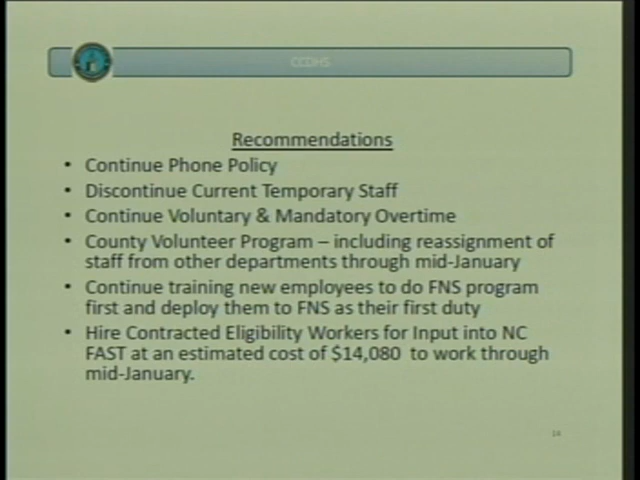 CCDHS
Recommendations
• Continue Phone Policy
• Discontinue Current Temporary Staff
• Continue Voluntary & Mandatory Overtime
• County Volunteer Program – including reassignment of
staff from other departments through mid-January
• Continue training new employees to do FNS program
first and deploy them to FNS as their first duty
• Hire Contracted Eligibility Workers for Input into NC
FAST at an estimated cost of $14,080 to work through
mid-January.